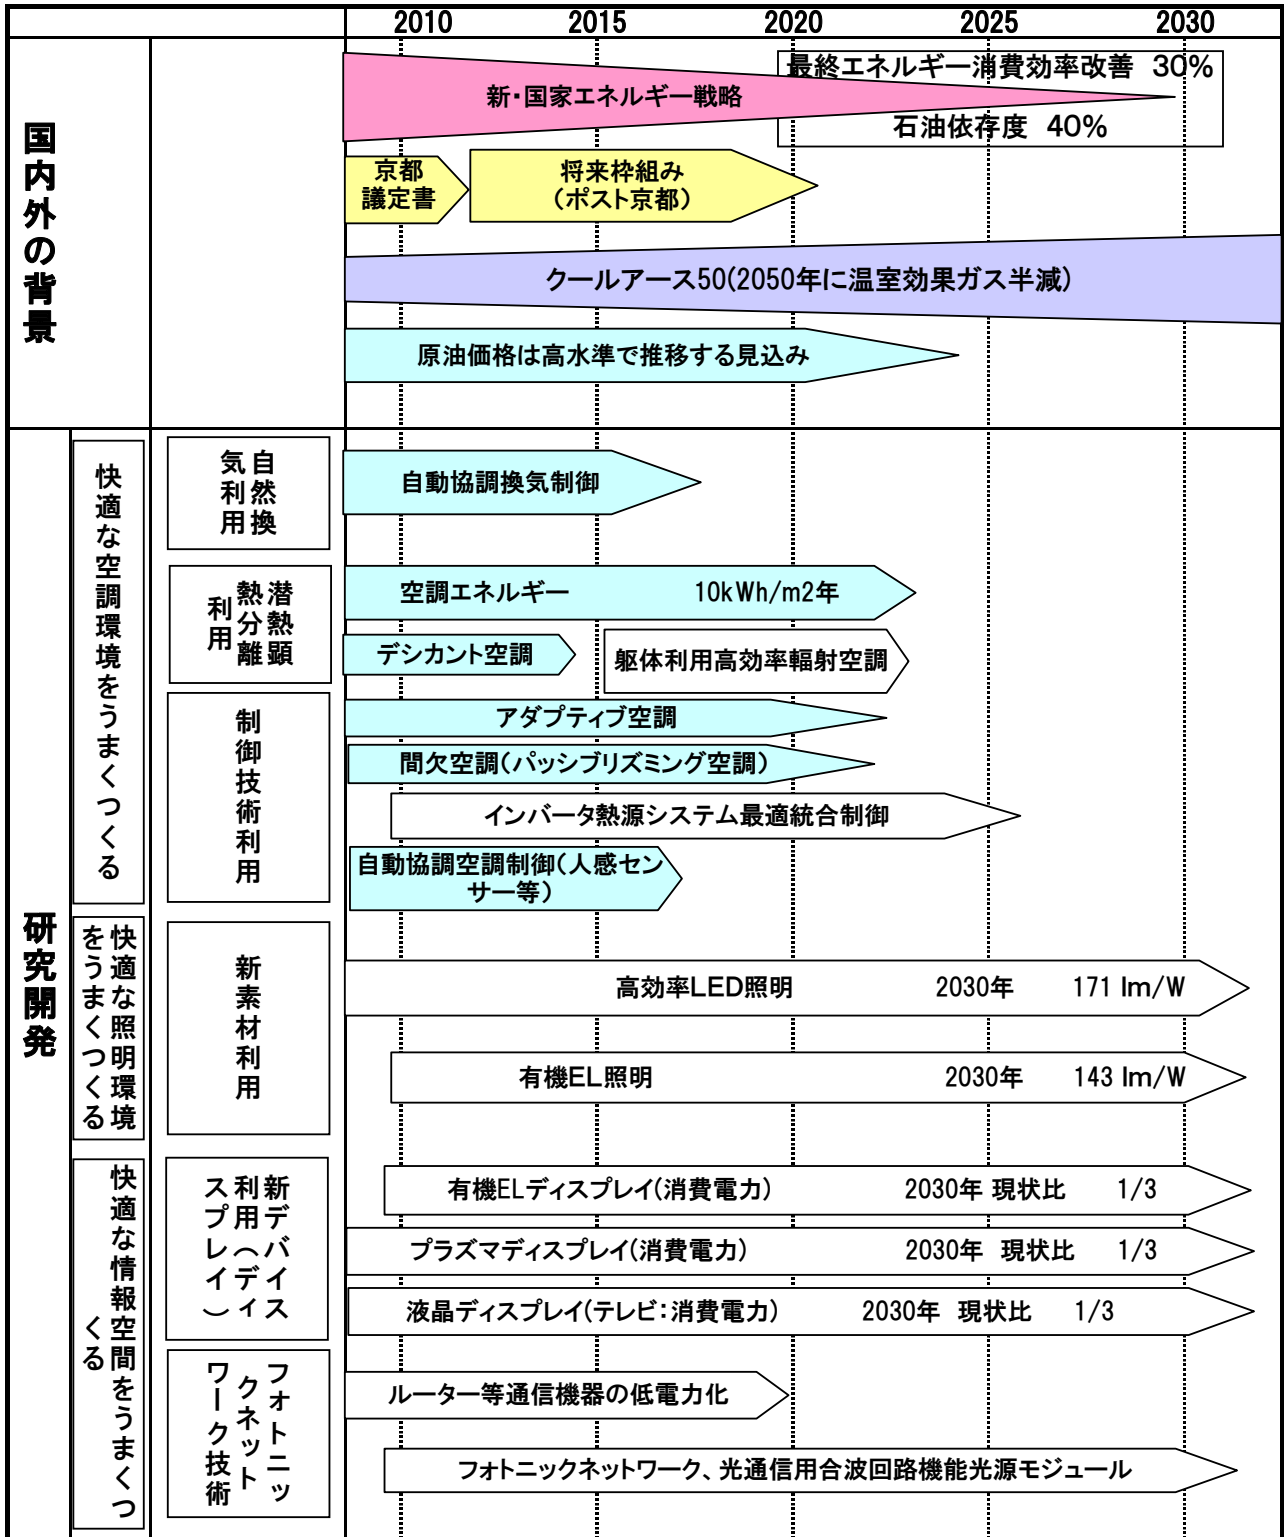 2010
2015
2020
2025
2030
国内外の背景
最終エネルギー消費効率改善 30%
新・国家エネルギー戦略
石油依存度 40%
京都
議定書
将来枠組み
(ポスト京都)
クールアース50(2050年に温室効果ガス半減)
原油価格は高水準で推移する見込み
研究開発
快適な空調環境をうまくつくる
自然換
気利用
自動協調換気制御
潜熱顕
熱分離
利用
空調エネルギー 10kWh/m2年
デシカント空調
躯体利用高効率輻射空調
制御技術利用
アダプティブ空調
間欠空調(パッシブリズミング空調)
インバータ熱源システム最適統合制御
自動協調空調制御(人感セン
サー等)
快適な照明環境
をうまくつくる
新素材利用
高効率LED照明 2030年 171 lm/W
有機EL照明 2030年 143 lm/W
快適な情報空間をうまくつ
くる
新デバイス
利用(ディ
スプレイ)
有機ELディスプレイ(消費電力) 2030年 現状比 1/3
プラズマディスプレイ(消費電力) 2030年 現状比 1/3
液晶ディスプレイ(テレビ:消費電力) 2030年 現状比 1/3
フォトニッ
クネット
ワーク技術
ルーター等通信機器の低電力化
フォトニックネットワーク、光通信用合波回路機能光源モジュール